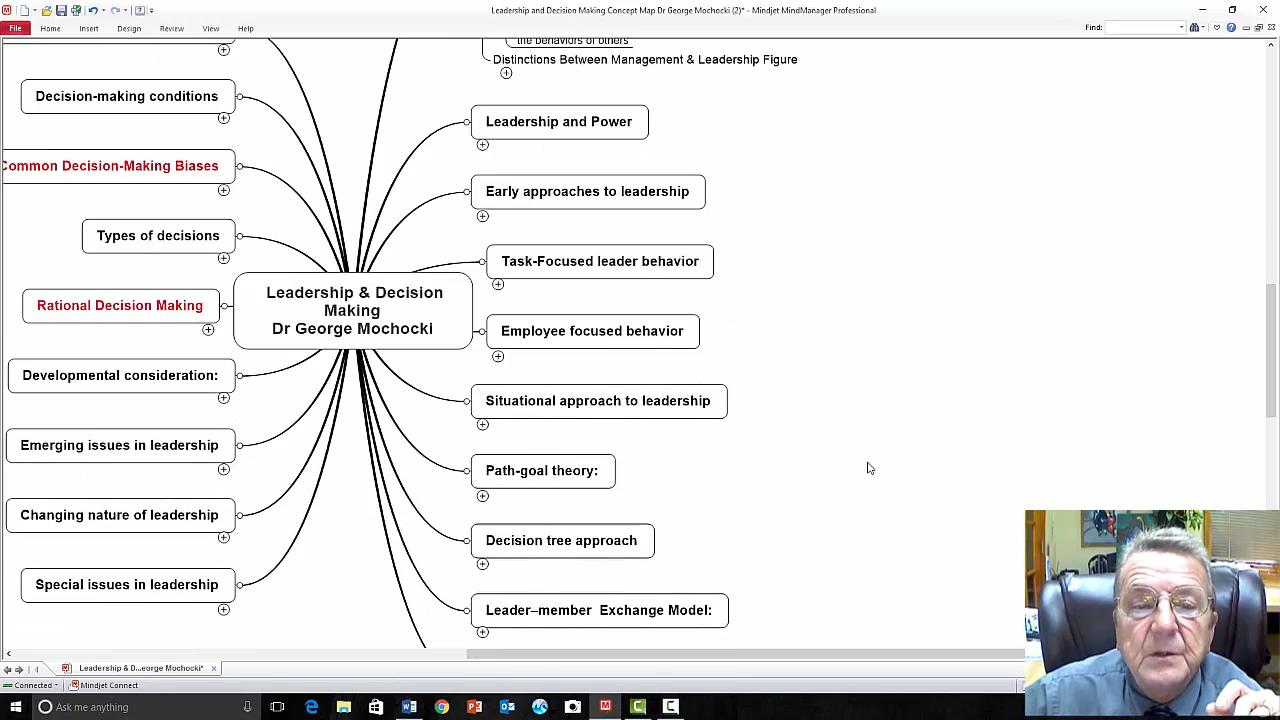 Leadership and Decision Making Concept Map Dr George Mochocki (2)* - Mindjet MindManager Professional
File Home Insert Design Review View Help
Find:
the behaviors of others
Distinctions Between Management & Leadership Figure
Decision-making conditions
Common Decision-Making Biases
Types of decisions
Rational Decision Making
Developmental consideration:
Emerging issues in leadership
Changing nature of leadership
Special issues in leadership
Leadership & Decision
Making
Dr George Mochocki
Leadership and Power
Early approaches to leadership
Task-Focused leader behavior
Employee focused behavior
Situational approach to leadership
Path-goal theory:
Decision tree approach
Leader–member Exchange Model:
Leadership & D...eorge Mochocki*
Connected
Mindjet Connect
Ask me anything